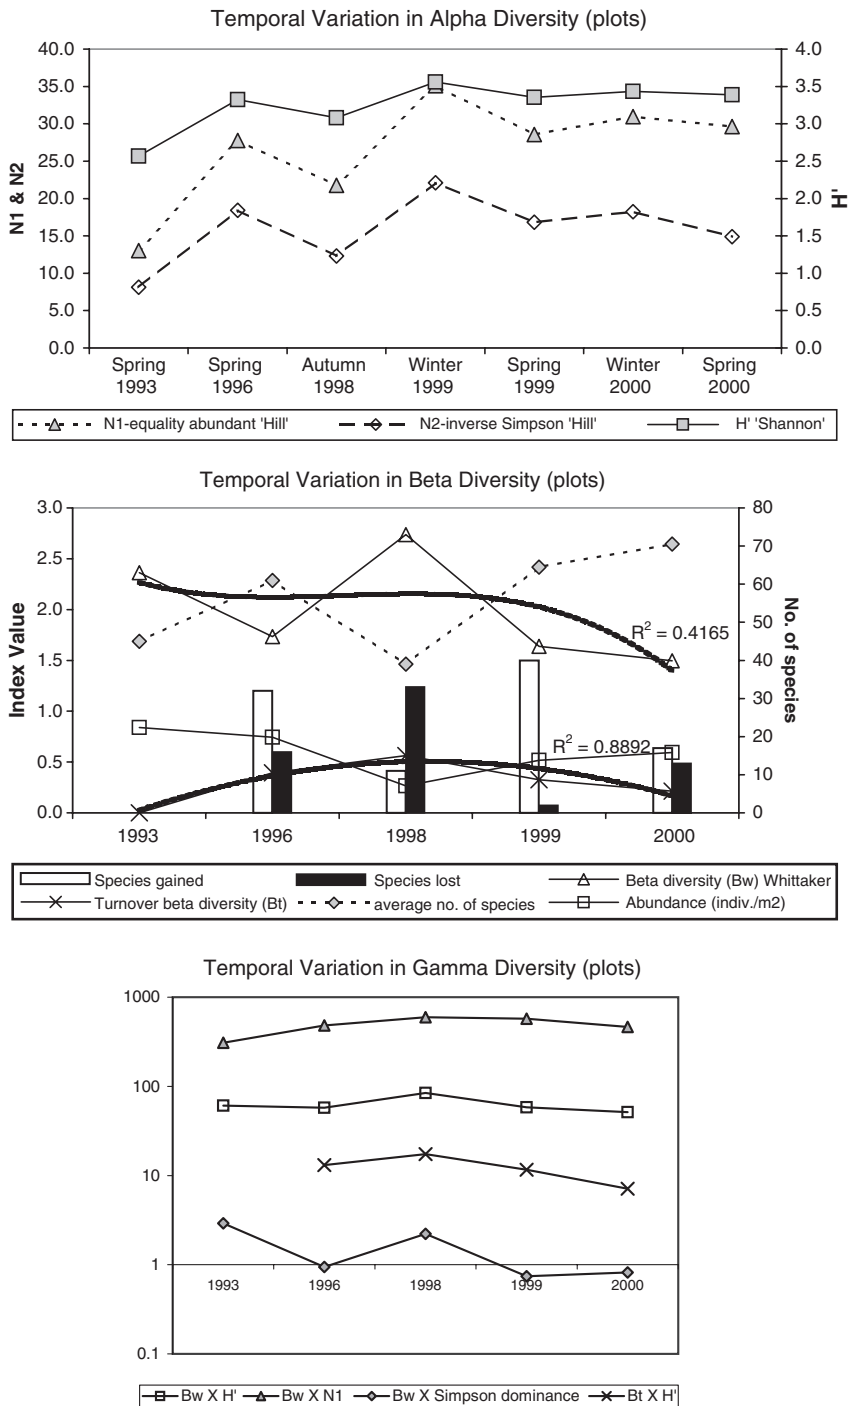 Temporal Variation in Alpha Diversity (plots)
40.0
35.0
30.0
25.0
20.0
15.0
10.0
5.0
0.0
N1 & N2
4.0
3.5
3.0
2.5
2.0
1.5
1.0
0.5
0.0
H'
Spring 1993
Spring 1996
Autumn 1998
Winter 1999
Spring 1999
Winter 2000
Spring 2000
N1-equality abundant 'Hill' N2-inverse Simpson 'Hill' H' 'Shannon'
Temporal Variation in Beta Diversity (plots)
3.0
2.5
2.0
1.5
1.0
0.5
0.0
Index Value
80
70
60
50
40
30
20
10
0
No. of species
R² = 0.4165
R² = 0.8892
1993 1996 1998 1999 2000
Species gained Species lost Beta diversity (Bw) Whittaker
Turnover beta diversity (Bt) average no. of species Abundance (indiv./m2)
Temporal Variation in Gamma Diversity (plots)
1000
100
10
1
0.1
1993 1996 1998 1999 2000
Bw X H' Bw X N1 Bw X Simpson dominance Bt X H'